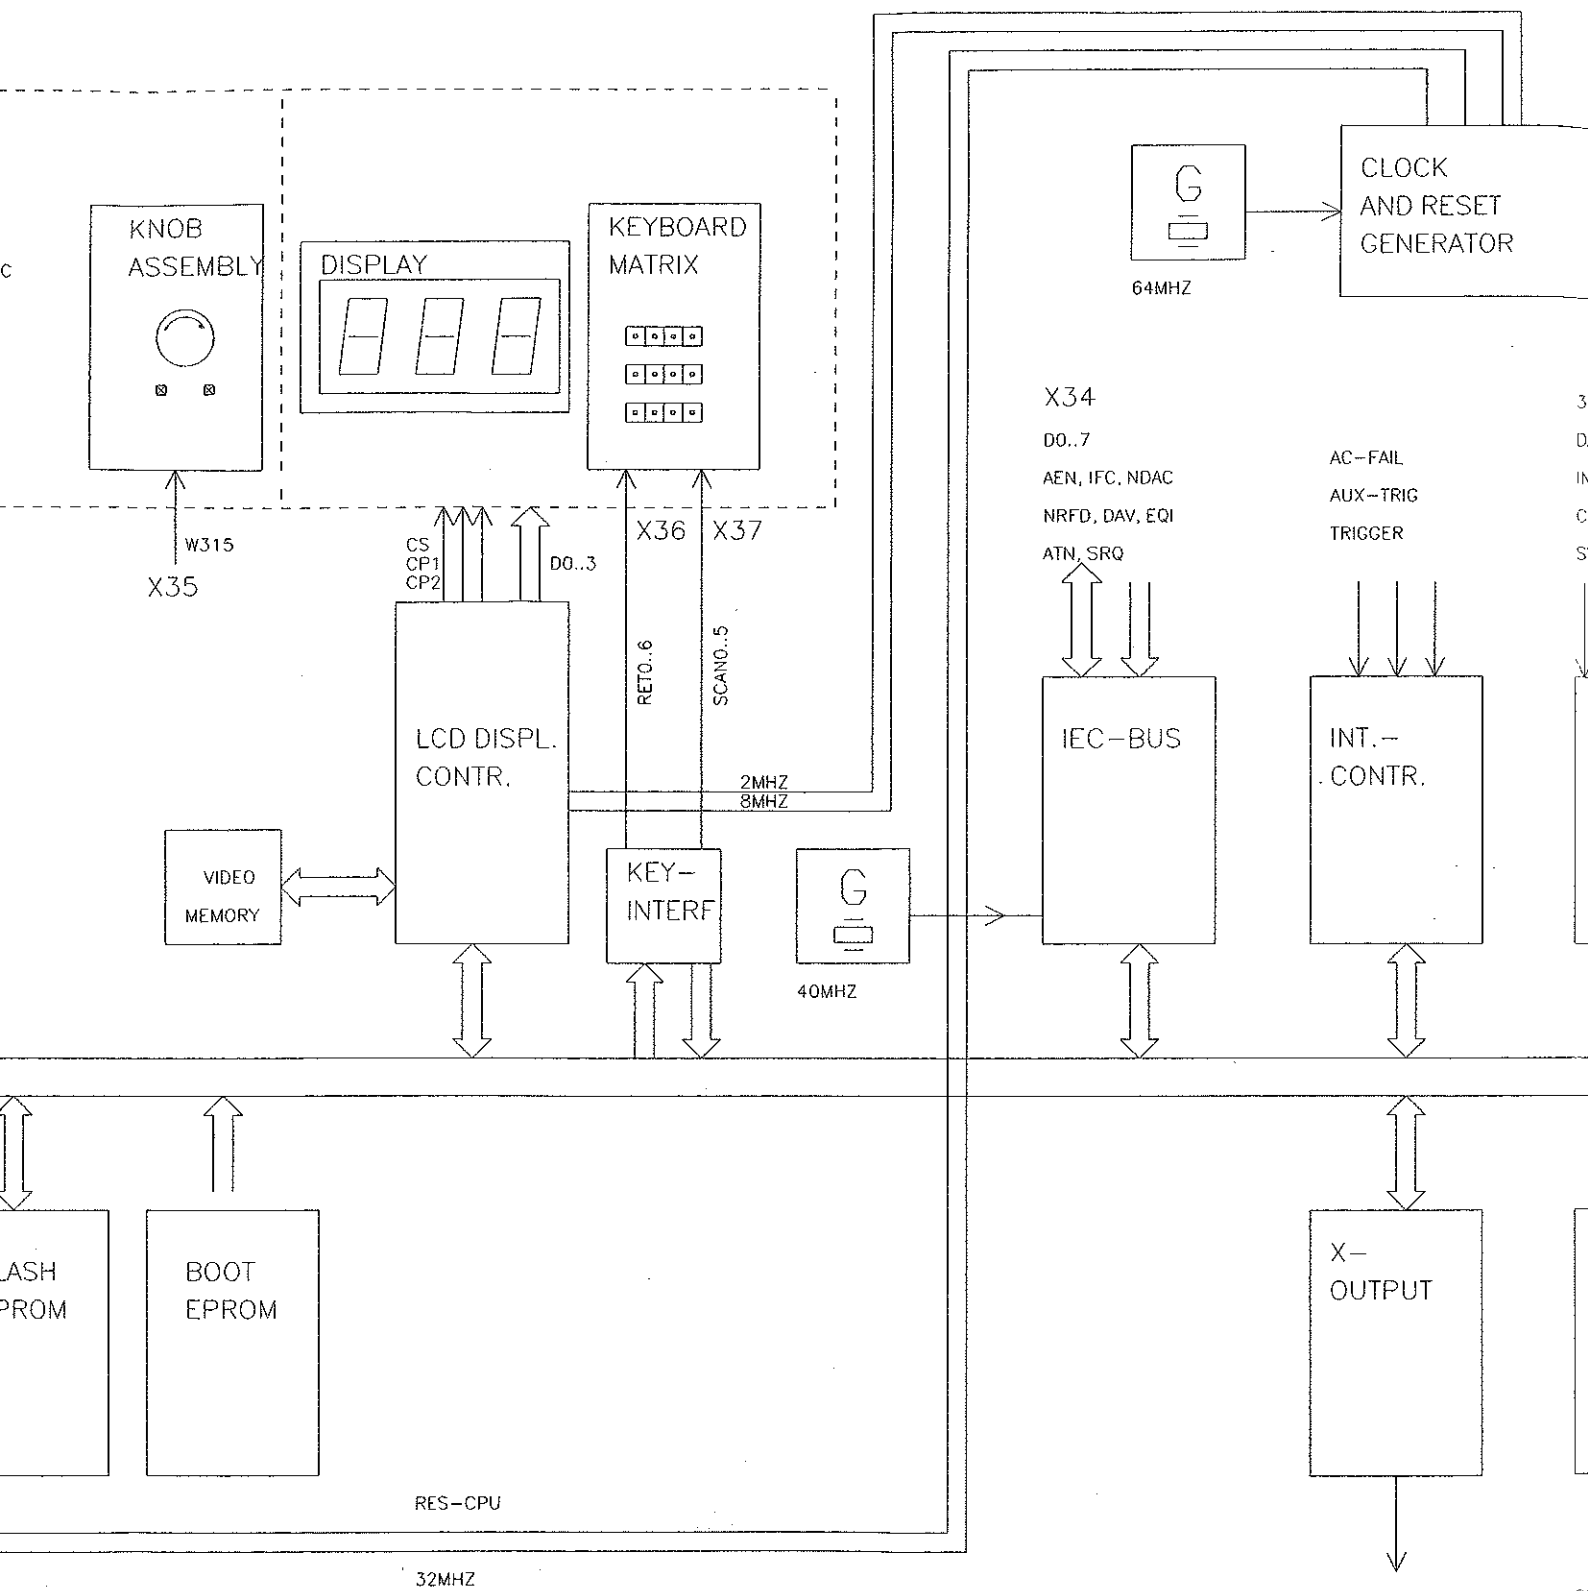 CLOCK
AND RESET
GENERATOR
G
64MHZ
KNOB
ASSEMBLY
DISPLAY
KEYBOARD
MATRIX
C
X34
D0..7
AEN, IFC, NDAC
NRFD, DAV, EQI
ATN, SRQ
AC-FAIL
AUX-TRIG
TRIGGER
W315
X35
CS
CP1
CP2
D0..3
X36
X37
RET0..6
SCAN0..5
LCD DISPL.
CONTR.
2MHZ
8MHZ
IEC-BUS
INT.-
CONTR.
VIDEO
MEMORY
KEY-
INTERF
G
40MHZ
LASH
PROM
BOOT
EPROM
X-
OUTPUT
RES-CPU
32MHZ